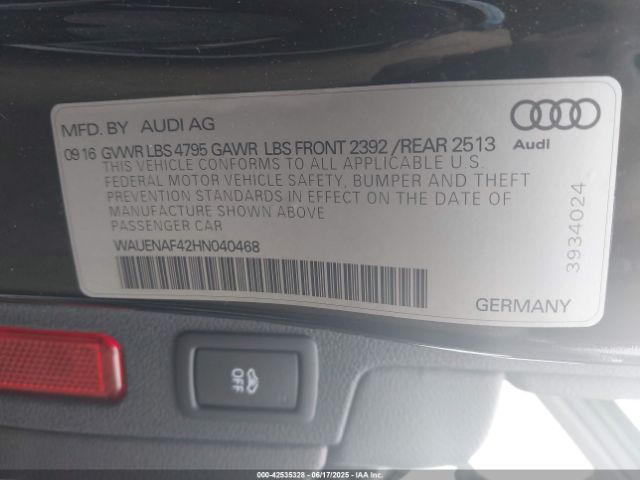 MFD. BY AUDI AG
09 16 GVWR LBS 4795 GAWR LBS FRONT 2392 /REAR 2513
THIS VEHICLE CONFORMS TO ALL APPLICABLE U.S.
FEDERAL MOTOR VEHICLE SAFETY, BUMPER AND THEFT
PREVENTION STANDARDS IN EFFECT ON THE DATE OF
MANUFACTURE SHOWN ABOVE
PASSENGER CAR
WAUENAF42HN040468
Audi
3934024
GERMANY
OFF
000-42535328 - 06/17/2025 - IAAI.com